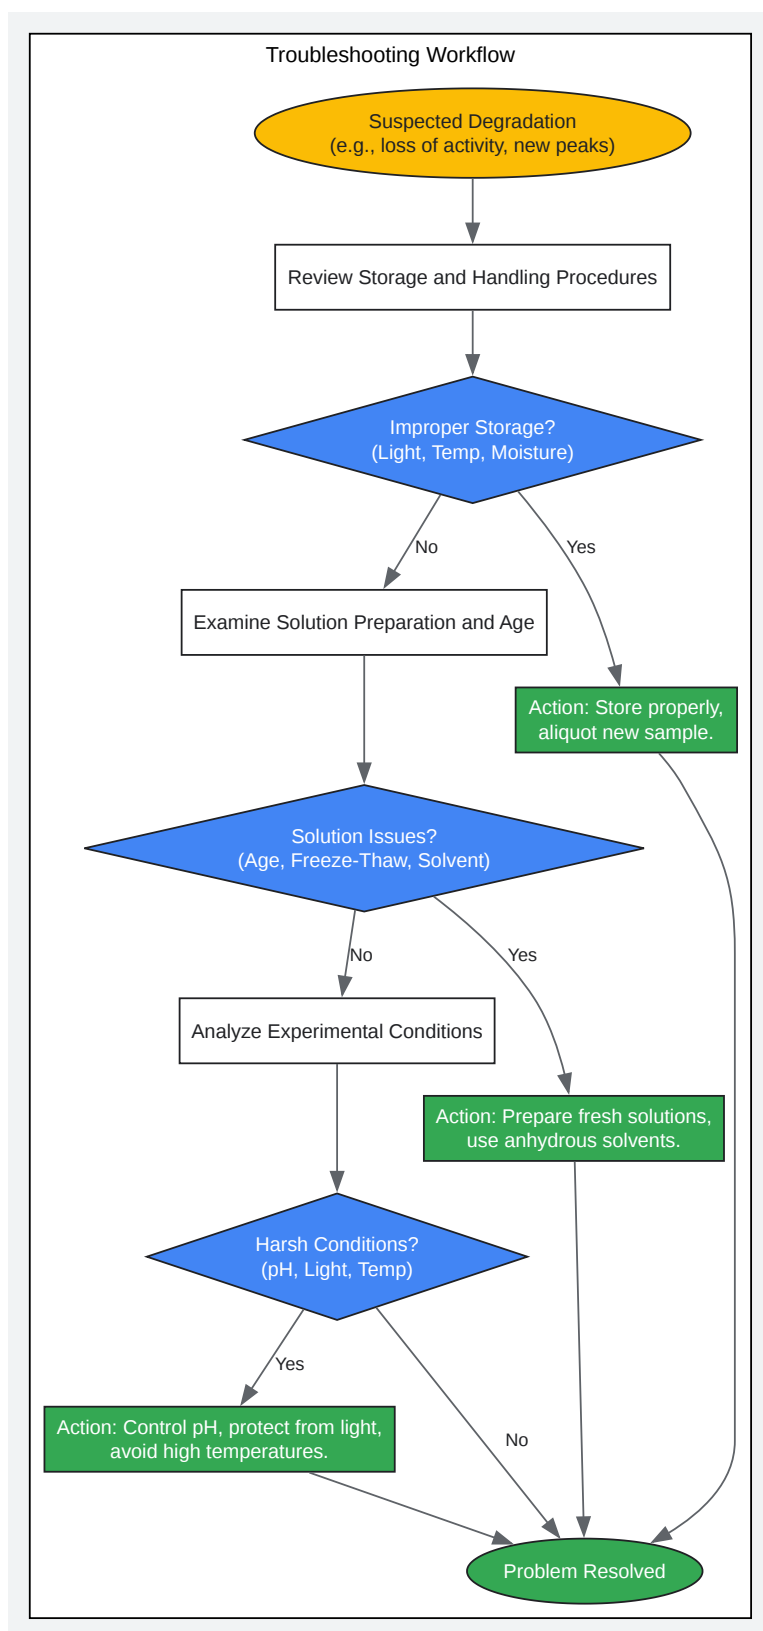 Troubleshooting Workflow
Suspected Degradation
(e.g., loss of activity, new peaks)
Review Storage and Handling Procedures
Improper Storage?
(Light, Temp, Moisture)
No
Yes
Examine Solution Preparation and Age
Action: Store properly,
aliquot new sample.
Solution Issues?
(Age, Freeze-Thaw, Solvent)
No
Yes
Analyze Experimental Conditions
Action: Prepare fresh solutions,
use anhydrous solvents.
Harsh Conditions?
(pH, Light, Temp)
Yes
No
Action: Control pH, protect from light,
avoid high temperatures.
Problem Resolved